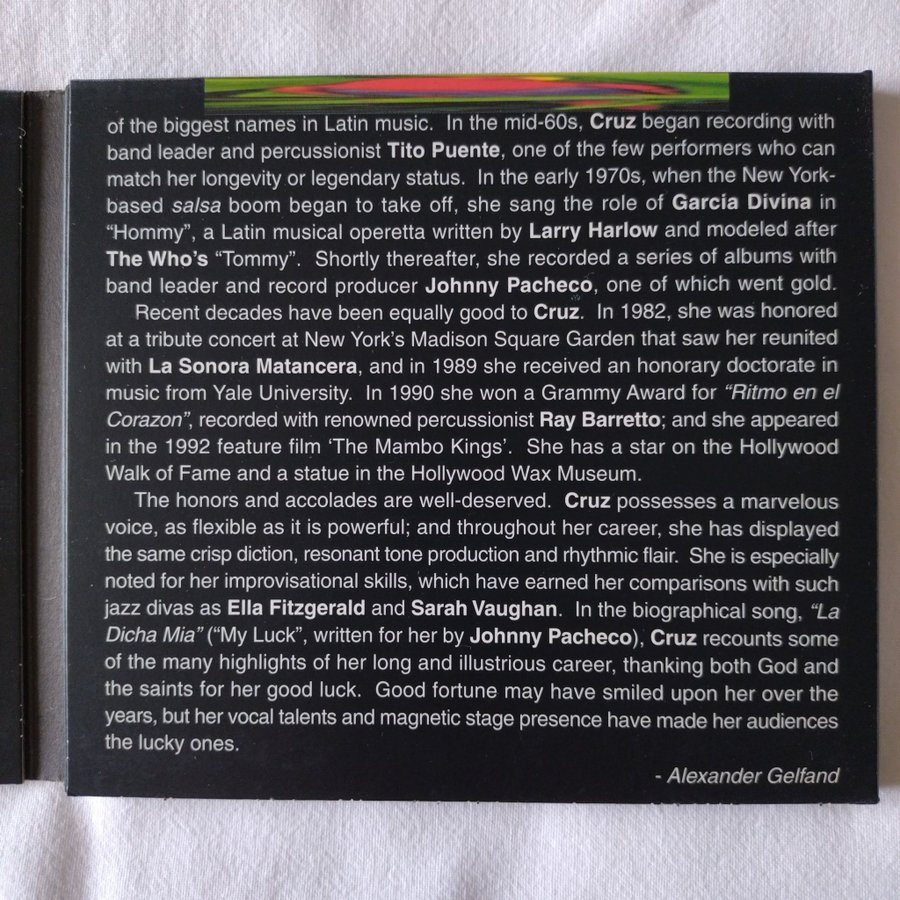 of the biggest names in Latin music. In the mid-60s, Cruz began recording with
band leader and percussionist Tito Puente, one of the few performers who can
match her longevity or legendary status. In the early 1970s, when the New York-
based salsa boom began to take off, she sang the role of Garcia Divina in
“Hommy”, a Latin musical operetta written by Larry Harlow and modeled after
The Who’s “Tommy”. Shortly thereafter, she recorded a series of albums with
band leader and record producer Johnny Pacheco, one of which went gold.
Recent decades have been equally good to Cruz. In 1982, she was honored
at a tribute concert at New York’s Madison Square Garden that saw her reunited
with La Sonora Matancera, and in 1989 she received an honorary doctorate in
music from Yale University. In 1990 she won a Grammy Award for “Ritmo en el
Corazon”, recorded with renowned percussionist Ray Barretto; and she appeared
in the 1992 feature film ‘The Mambo Kings’. She has a star on the Hollywood
Walk of Fame and a statue in the Hollywood Wax Museum.
The honors and accolades are well-deserved. Cruz possesses a marvelous
voice, as flexible as it is powerful; and throughout her career, she has displayed
the same crisp diction, resonant tone production and rhythmic flair. She is especially
noted for her improvisational skills, which have earned her comparisons with such
jazz divas as Ella Fitzgerald and Sarah Vaughan. In the biographical song, “La
Dicha Mia” (“My Luck”, written for her by Johnny Pacheco), Cruz recounts some
of the many highlights of her long and illustrious career, thanking both God and
the saints for her good luck. Good fortune may have smiled upon her over the
years, but her vocal talents and magnetic stage presence have made her audiences
the lucky ones.
- Alexander Gelfand